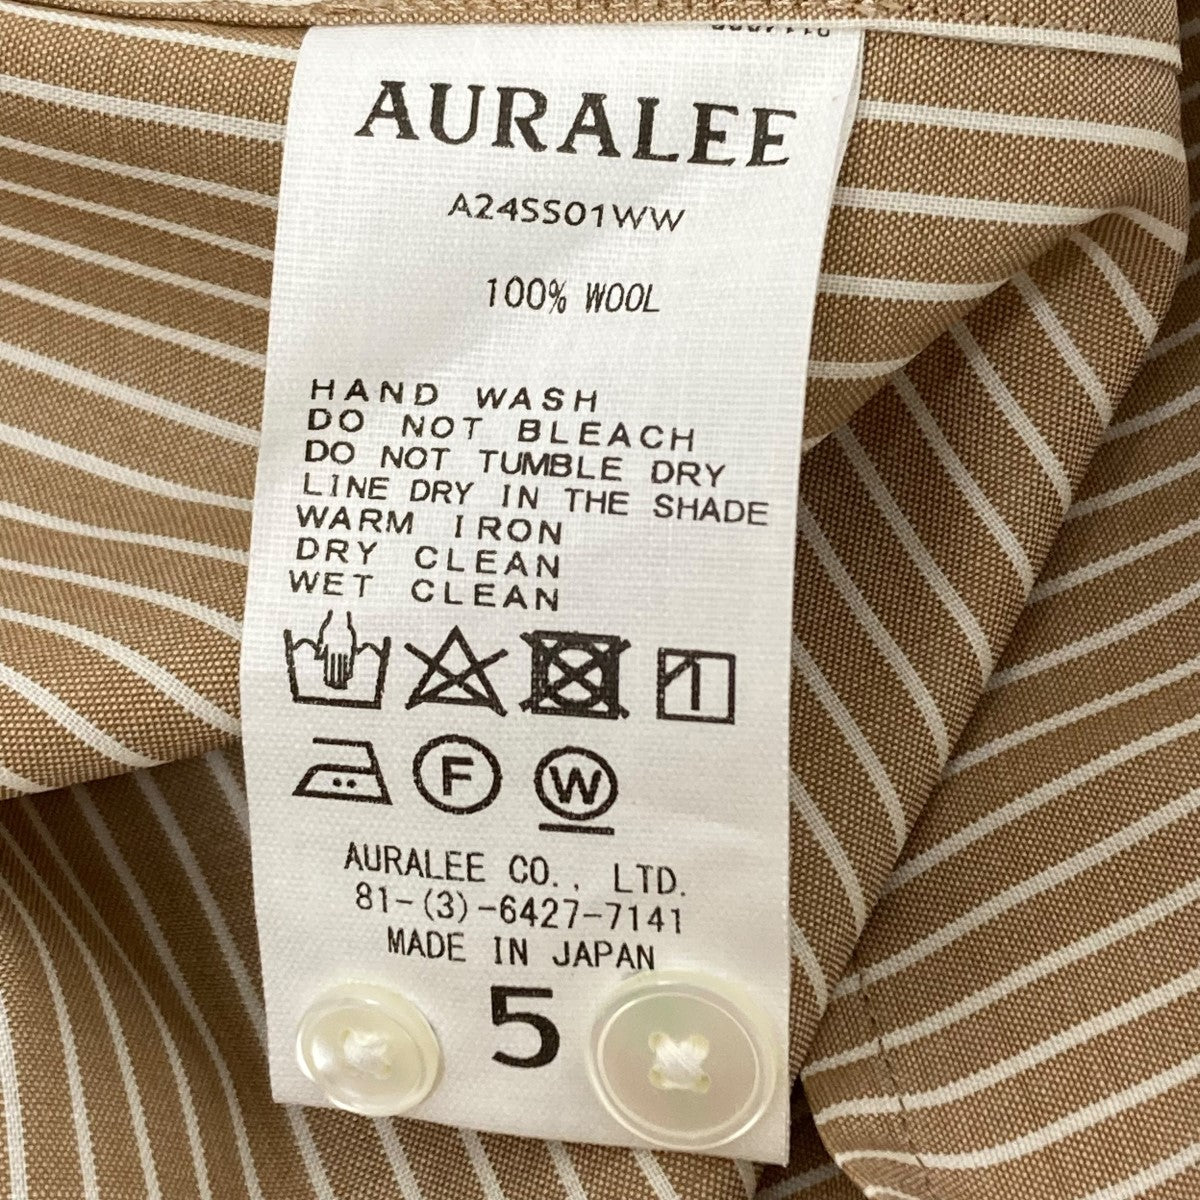 AURALEE
A24SS01WW
100% WOOL
HAND WASH
DO NOT BLEACH
DO NOT TUMBLE DRY
LINE DRY IN THE SHADE
WARM IRON
DRY CLEAN
WET CLEAN
F
W
AURALEE CO., LTD.
81-(3)-6427-7141
MADE IN JAPAN
5